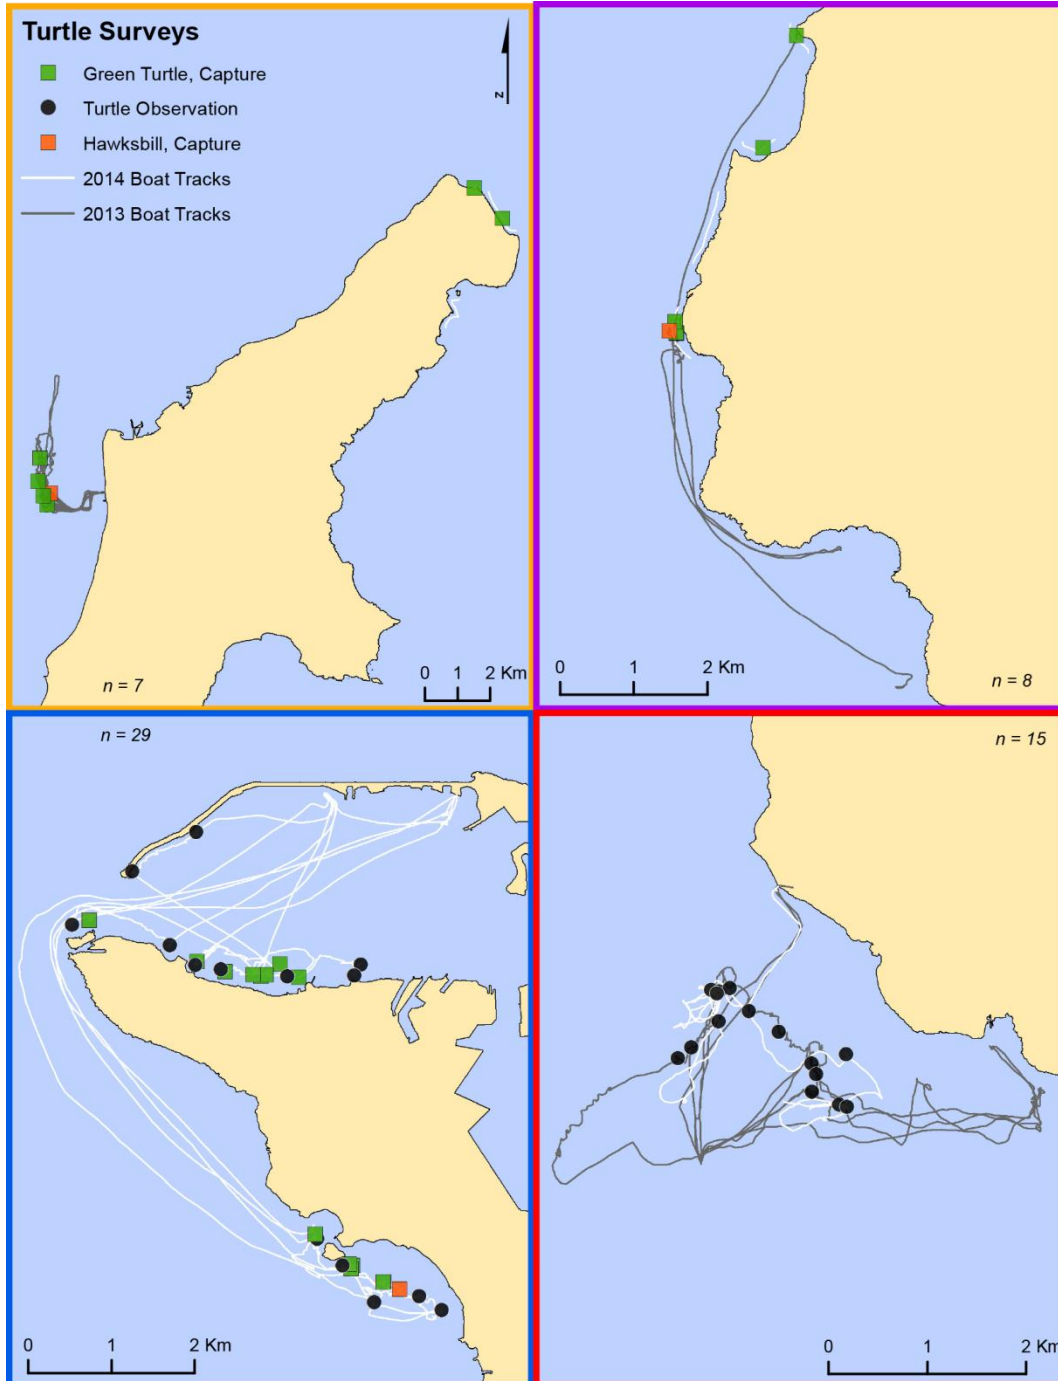 Turtle Surveys
Green Turtle, Capture
Turtle Observation
Hawksbill, Capture
2014 Boat Tracks
2013 Boat Tracks
N
0 1 2 Km
n = 7
0 1 2 Km
n = 8
n = 29
0 1 2 Km
n = 15
0 1 2 Km